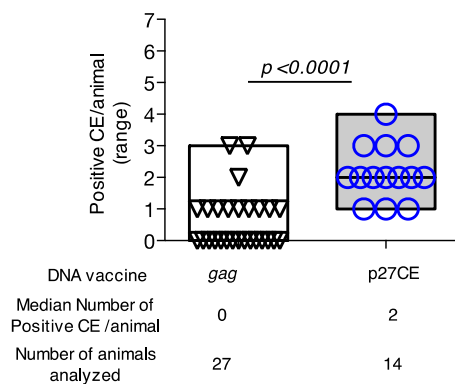 7
6
5
4
3
2
1
0
Positive CE/animal
(range)
p <0.0001
DNA vaccine gag p27CE
Median Number of
Positive CE /animal 0 2
Number of animals
analyzed 27 14